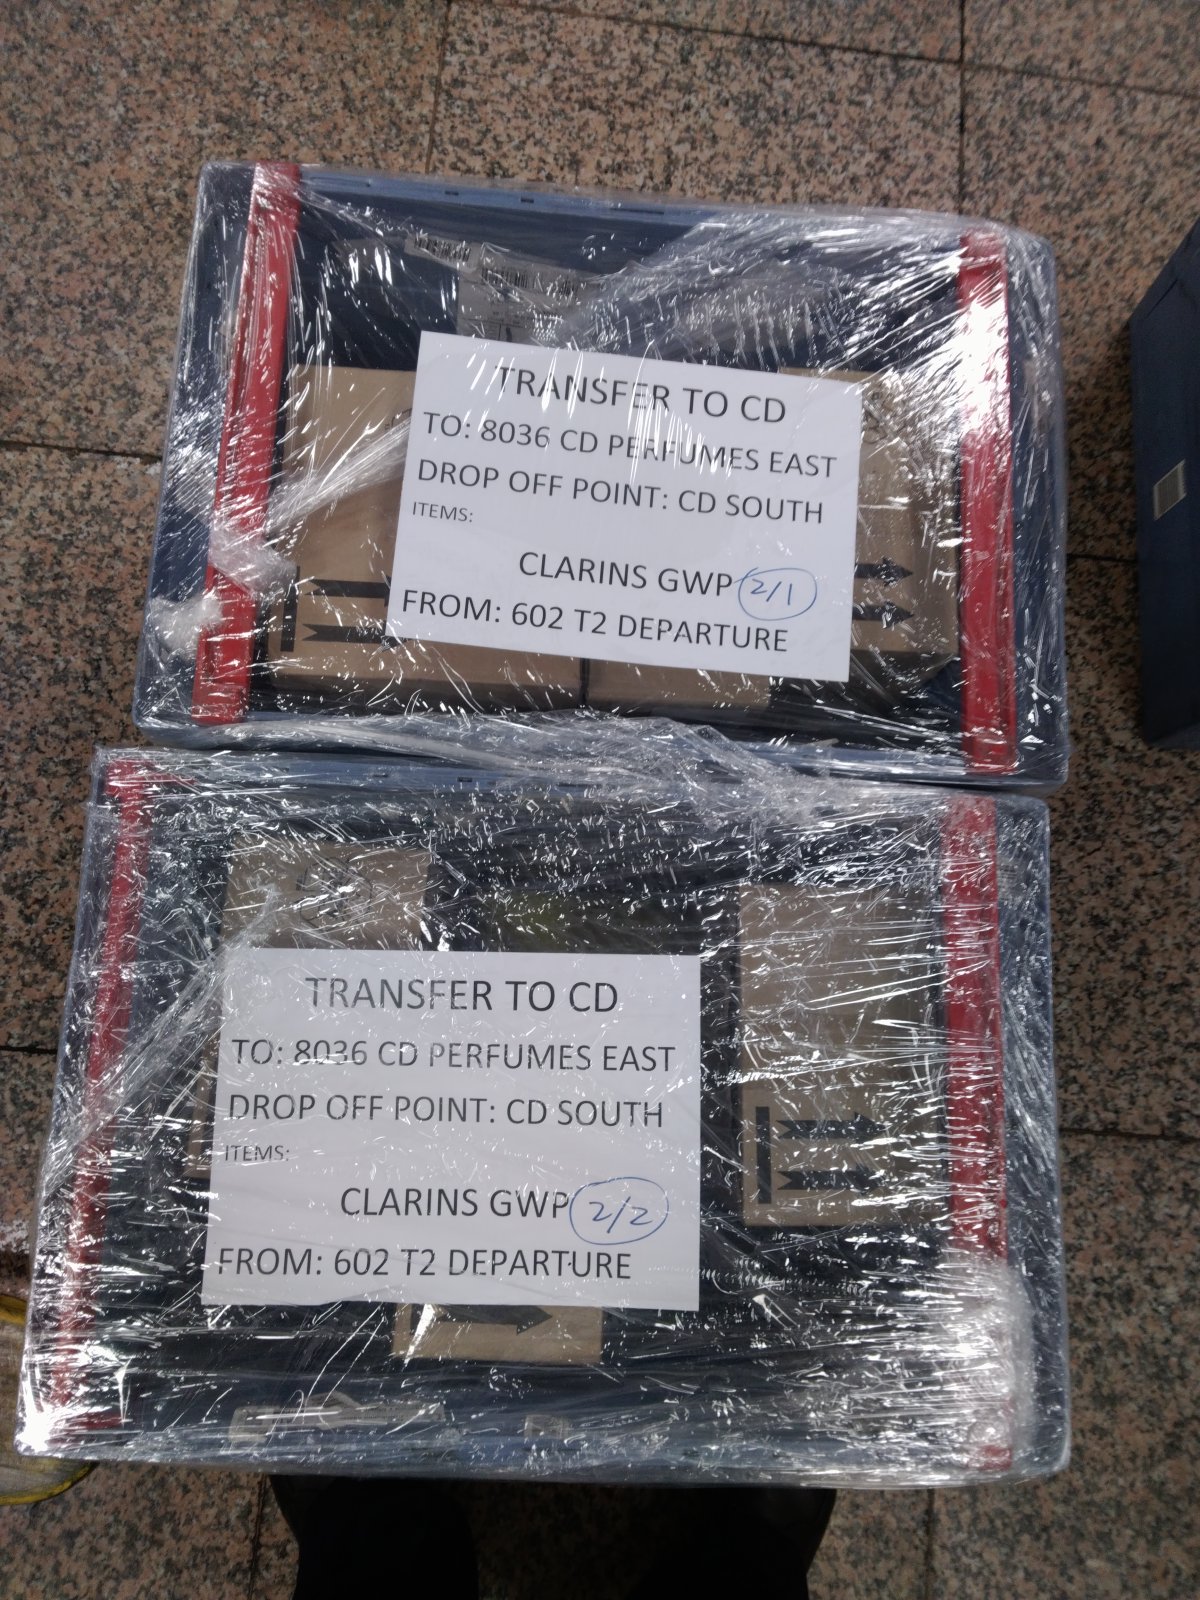 TRANSFER TO CD
TO: 8036 CD PERFUMES EAST
DROP OFF POINT: CD SOUTH
ITEMS:
CLARINS GWP 2/1
FROM: 602 T2 DEPARTURE
TRANSFER TO CD
TO: 8036 CD PERFUMES EAST
DROP OFF POINT: CD SOUTH
ITEMS:
CLARINS GWP 2/2
FROM: 602 T2 DEPARTURE